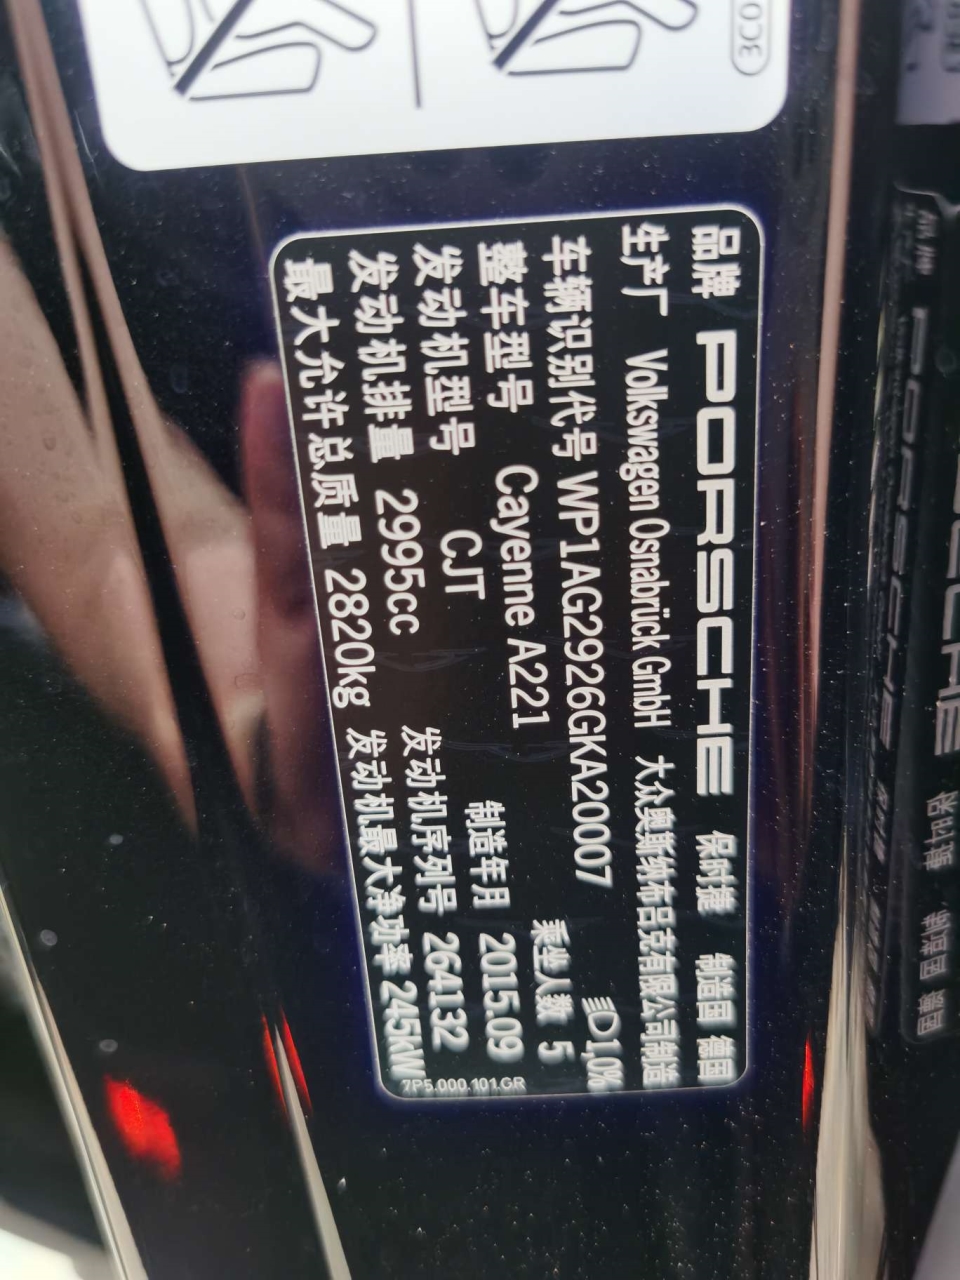 3CO
品牌 PORSCHE 保时捷 制造国 德国
生产厂 Volkswagen Osnabrück GmbH 大众奥斯纳布吕克有限公司制造
车辆识别代号 WP1AG2926GKA20007 1,0%
整车型号 Cayenne A221 乘坐人数 5
发动机型号 CJT 制造年月 2015.09
发动机排量 2995cc 发动机序列号 264132
最大允许总质量 2820kg 发动机最大净功率 245kW
7P5.000.101.GR